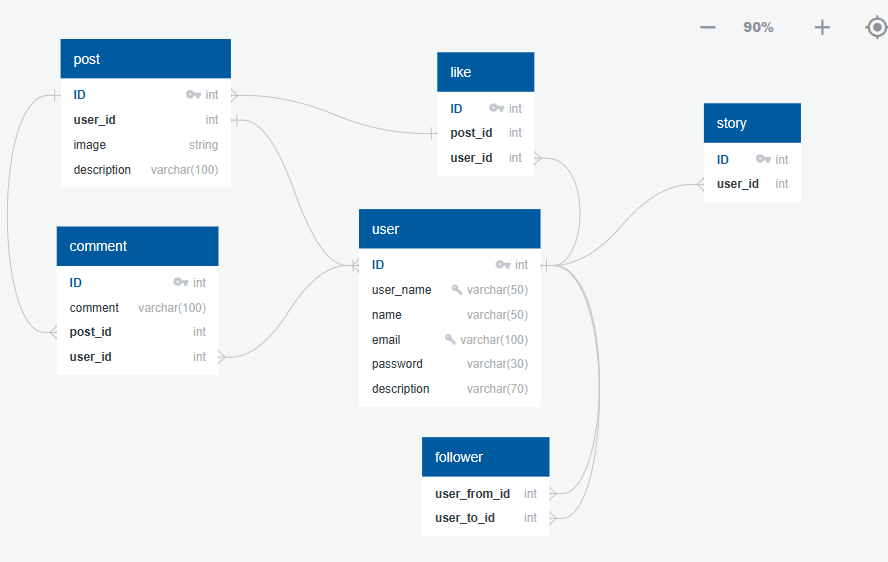 90%
post
ID int
user_id int
image string
description varchar(100)
like
ID int
post_id int
user_id int
story
ID int
user_id int
comment
ID int
comment varchar(100)
post_id int
user_id int
user
ID int
user_name varchar(50)
name varchar(50)
email varchar(100)
password varchar(30)
description varchar(70)
follower
user_from_id int
user_to_id int